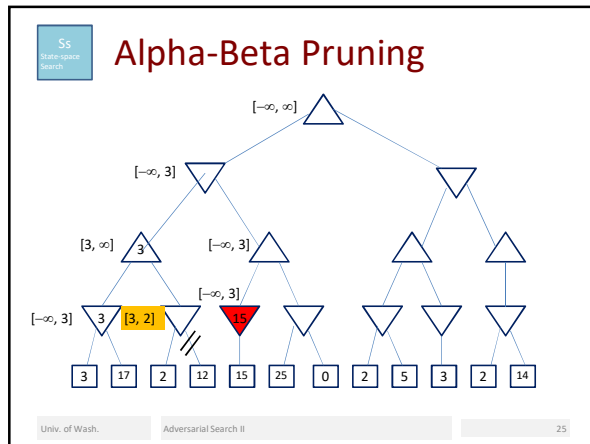 Ss
State-space
Search
Alpha-Beta Pruning
[−∞, ∞]
[−∞, 3]
[3, ∞] 3 [−∞, 3]
[−∞, 3]
[−∞, 3] 3 [3, 2] 15
3 17 2 12 15 25 0 2 5 3 2 14
Univ. of Wash. Adversarial Search II 25